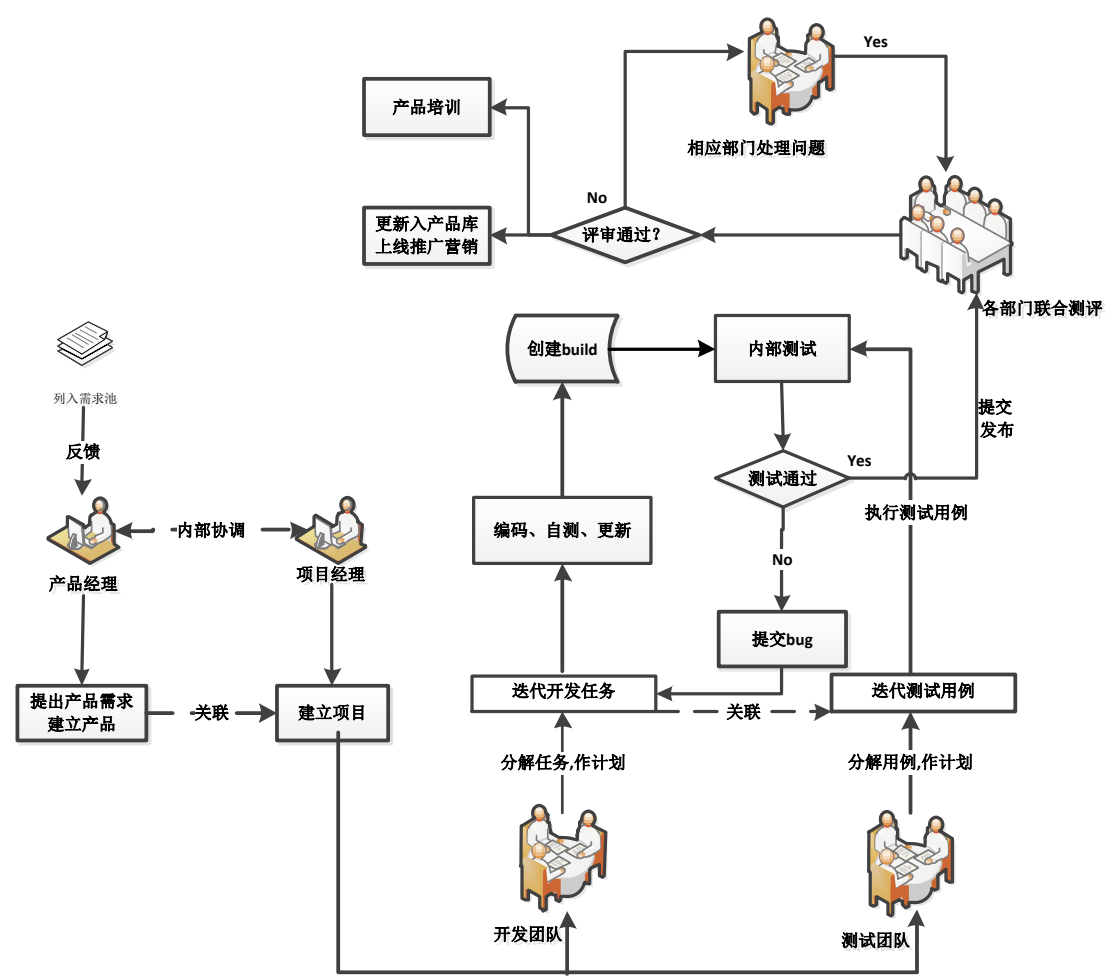 Yes
产品培训
相应部门处理问题
No
更新入产品库
上线推广营销
评审通过？
各部门联合测评
创建build
内部测试
列入需求池
反馈
提交
发布
测试通过
Yes
编码、自测、更新
执行测试用例
内部协调
产品经理
项目经理
No
提交bug
提出产品需求
建立产品
关联
建立项目
迭代开发任务
关联
迭代测试用例
分解任务,作计划
分解用例,作计划
开发团队
测试团队